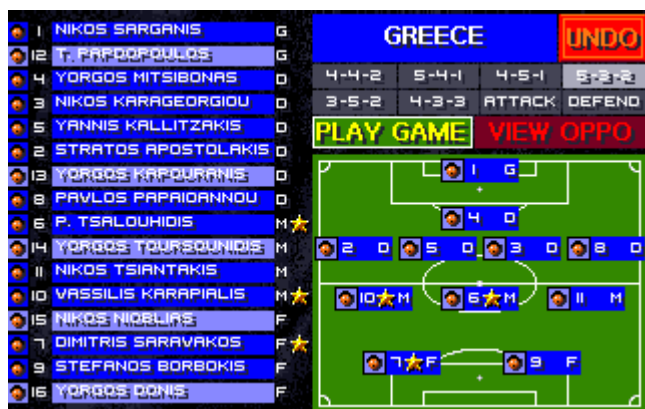 1 NIKOS SARGANIS G
12 T. PAPDOPOULOS G
4 YORGOS MITSIBONAS D
3 NIKOS KARAGEORGIOU D
5 YANNIS KALLITZAKIS D
2 STRATOS APOSTOLAKIS D
13 YORGOS KAPOURANIS D
8 PAVLOS PAPAIOANNOU D
6 P. TSALOUHIDIS M
14 YORGOS TOURSOUNIDIS M
11 NIKOS TSIANTAKIS M
10 VASSILIS KARAPIALIS M
15 NIKOS NIOBLIAS F
7 DIMITRIS SARAVAKOS F
9 STEFANOS BORBOKIS F
16 YORGOS DONIS F
GREECE UNDO
4-4-2 5-4-1 4-5-1 5-3-2
3-5-2 4-3-3 ATTACK DEFEND
PLAY GAME VIEW OPPO
1 G
4 D
2 D 5 D 3 D 8 D
10 M 6 M 11 M
7 F 9 F